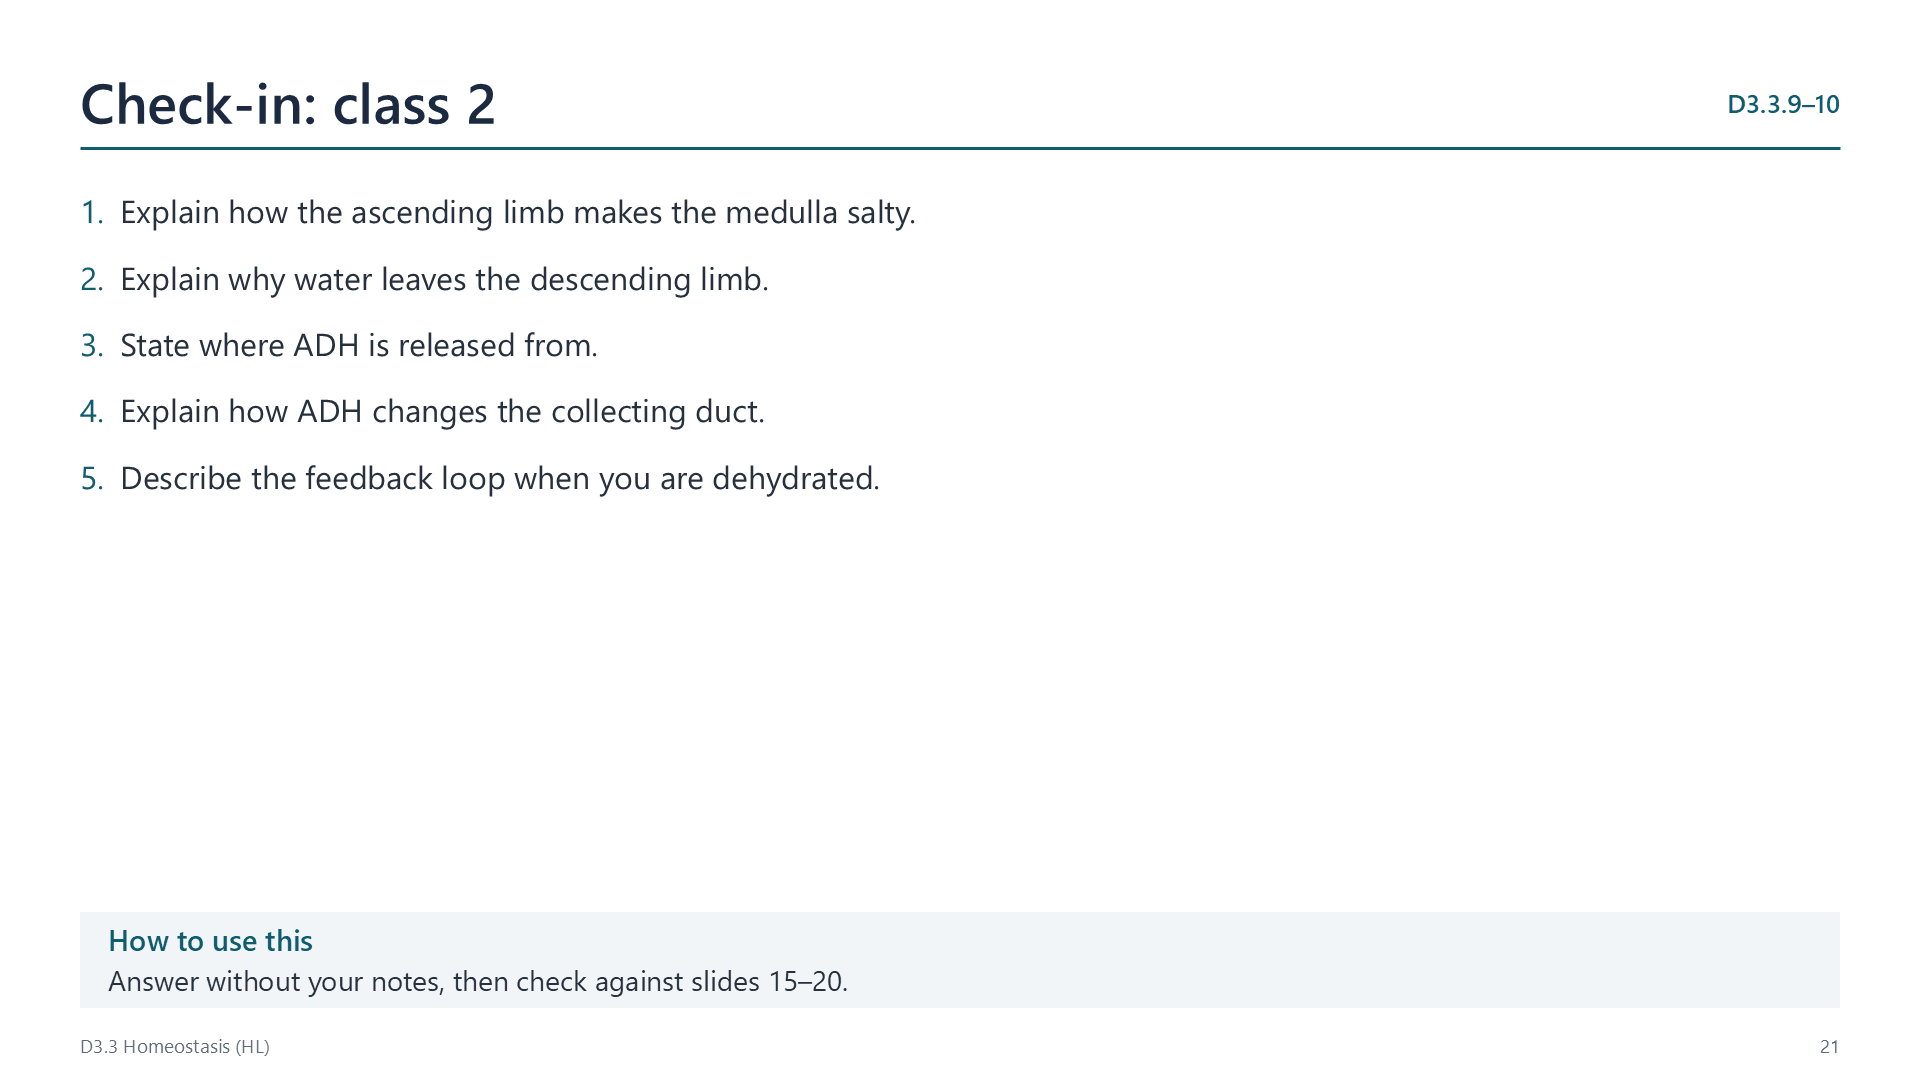 Check-in: class 2
D3.3.9–10
1. Explain how the ascending limb makes the medulla salty.
2. Explain why water leaves the descending limb.
3. State where ADH is released from.
4. Explain how ADH changes the collecting duct.
5. Describe the feedback loop when you are dehydrated.
How to use this
Answer without your notes, then check against slides 15–20.
D3.3 Homeostasis (HL)
21